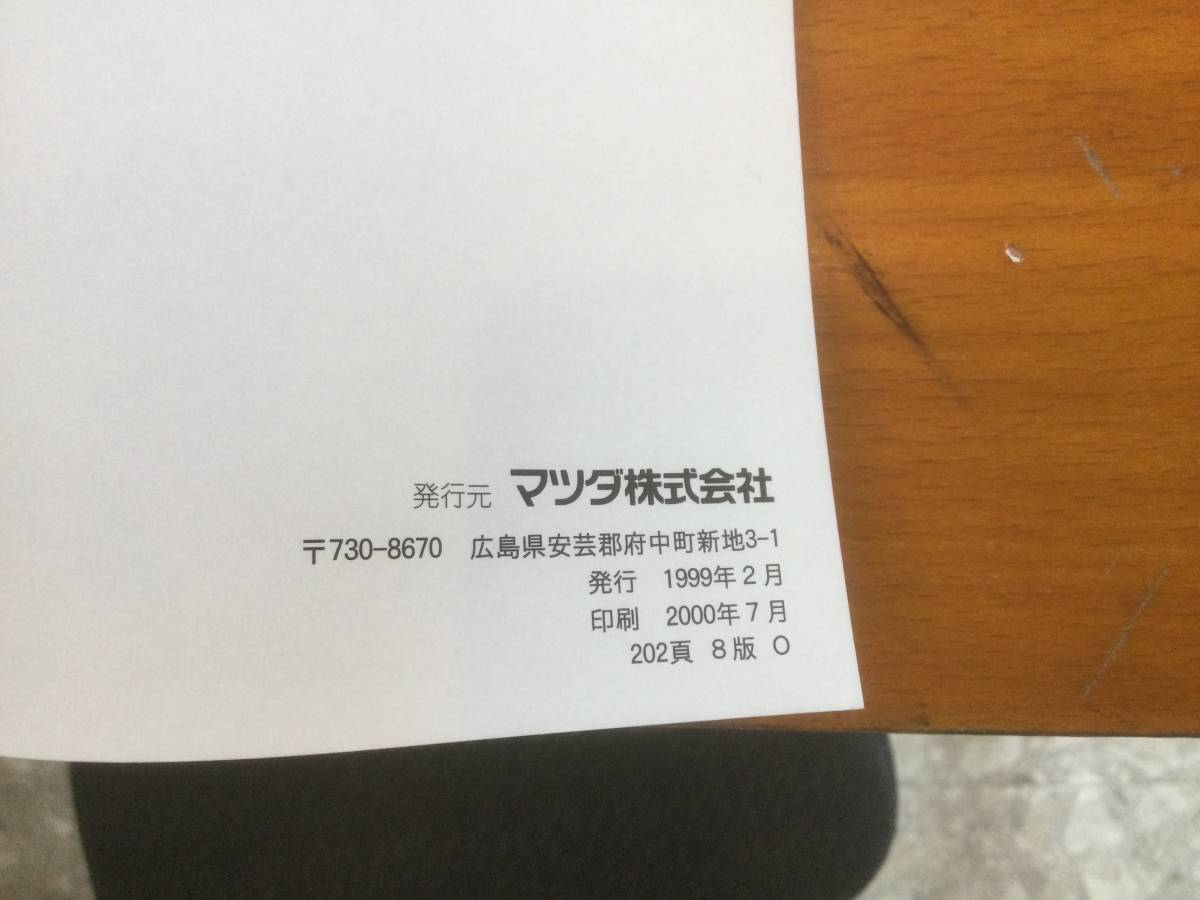 発行元 マツダ株式会社
〒730-8670 広島県安芸郡府中町新地3-1
発行 1999年2月
印刷 2000年7月
202頁 8版 O